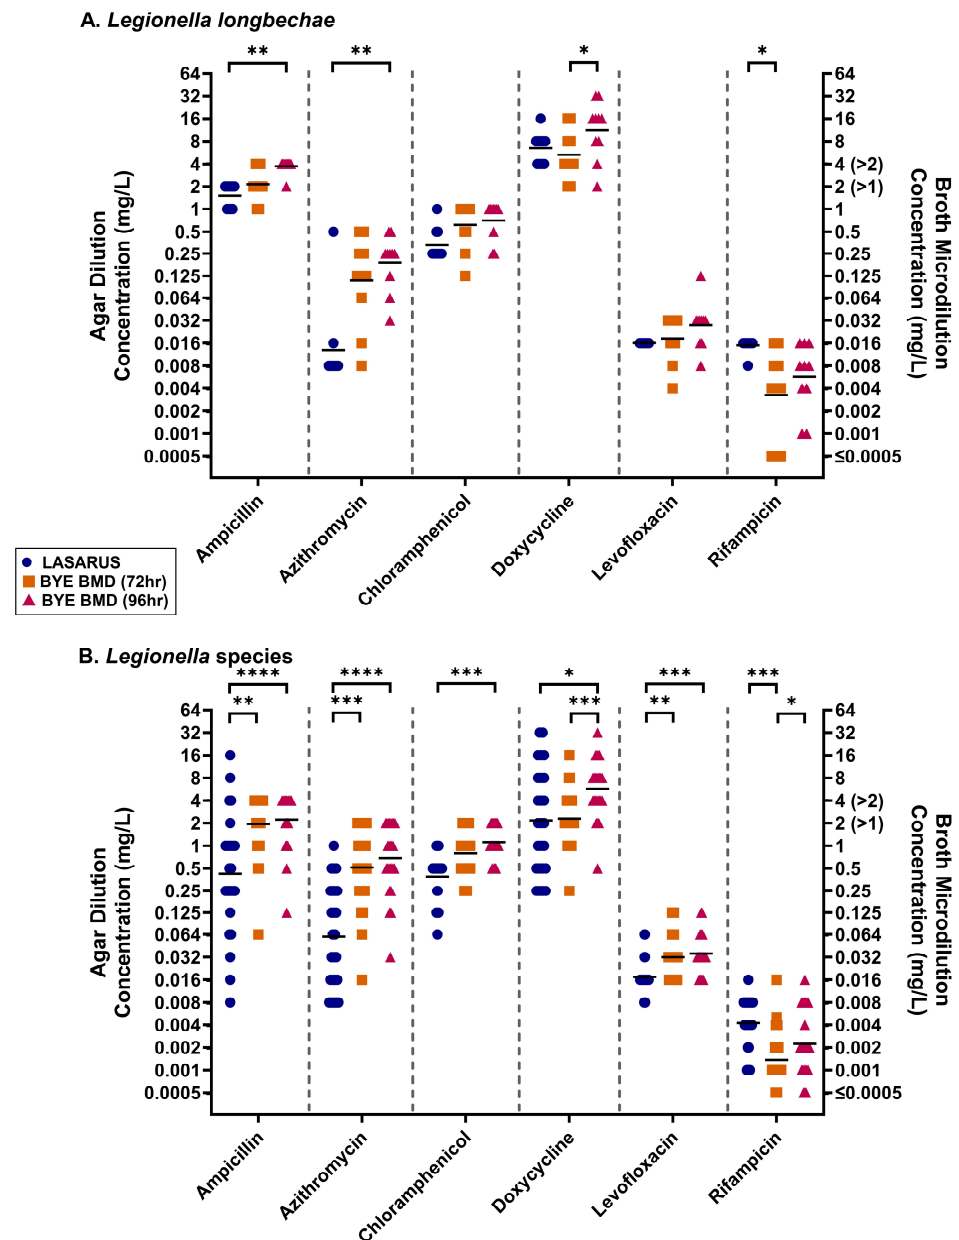 A. Legionella longbechae
** ** * *
64 64
32 32
16 16
8 8
4 4 (>2)
2 2 (>1)
1 1
0.5 0.5
0.25 0.25
0.125 0.125
0.064 0.064
0.032 0.032
0.016 0.016
0.008 0.008
0.004 0.004
0.002 0.002
0.001 0.001
0.0005 ≤0.0005
Agar Dilution
Concentration (mg/L)
Broth Microdilution
Concentration (mg/L)
Ampicillin
Azithromycin
Chloramphenicol
Doxycycline
Levofloxacin
Rifampicin
LASARUS
BYE BMD (72hr)
BYE BMD (96hr)
B. Legionella species
**** **** *** * *** ***
** *** *** ** *
64 64
32 32
16 16
8 8
4 4 (>2)
2 2 (>1)
1 1
0.5 0.5
0.25 0.25
0.125 0.125
0.064 0.064
0.032 0.032
0.016 0.016
0.008 0.008
0.004 0.004
0.002 0.002
0.001 0.001
0.0005 ≤0.0005
Agar Dilution
Concentration (mg/L)
Broth Microdilution
Concentration (mg/L)
Ampicillin
Azithromycin
Chloramphenicol
Doxycycline
Levofloxacin
Rifampicin